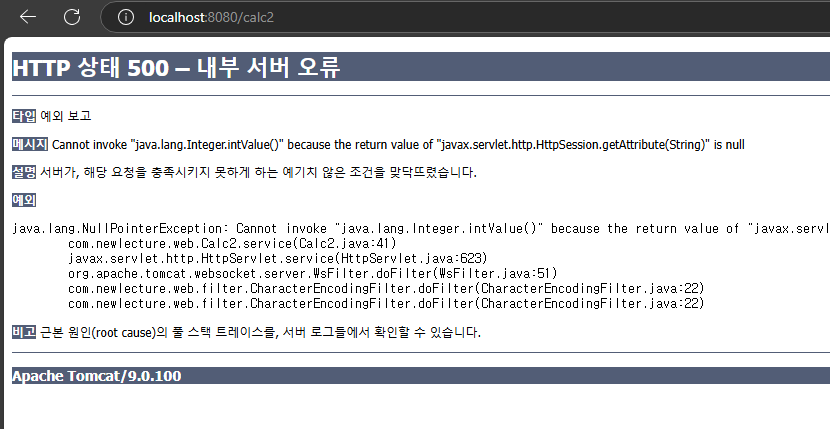 localhost:8080/calc2
HTTP 상태 500 – 내부 서버 오류
타입 예외 보고
메시지 Cannot invoke "java.lang.Integer.intValue()" because the return value of "javax.servlet.http.HttpSession.getAttribute(String)" is null
설명 서버가, 해당 요청을 충족시키지 못하게 하는 예기치 않은 조건을 맞닥뜨렸습니다.
예외
java.lang.NullPointerException: Cannot invoke "java.lang.Integer.intValue()" because the return value of "javax.servl
com.newlecture.web.Calc2.service(Calc2.java:41)
javax.servlet.http.HttpServlet.service(HttpServlet.java:623)
org.apache.tomcat.websocket.server.WsFilter.doFilter(WsFilter.java:51)
com.newlecture.web.filter.CharacterEncodingFilter.doFilter(CharacterEncodingFilter.java:22)
com.newlecture.web.filter.CharacterEncodingFilter.doFilter(CharacterEncodingFilter.java:22)
비고 근본 원인(root cause)의 풀 스택 트레이스를, 서버 로그들에서 확인할 수 있습니다.
Apache Tomcat/9.0.100